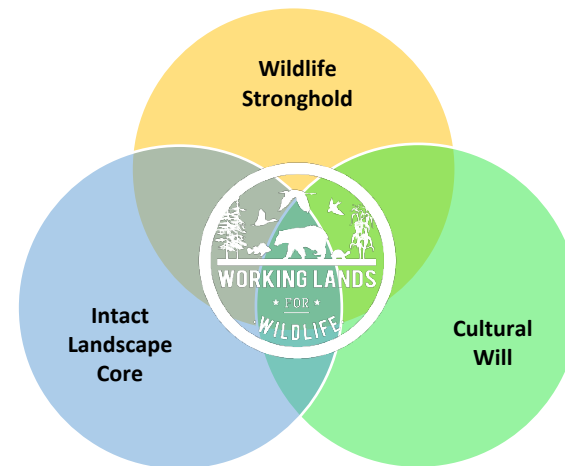 Wildlife
Stronghold
WORKING LANDS
FOR
WILDLIFE
Intact
Landscape
Core
Cultural
Will